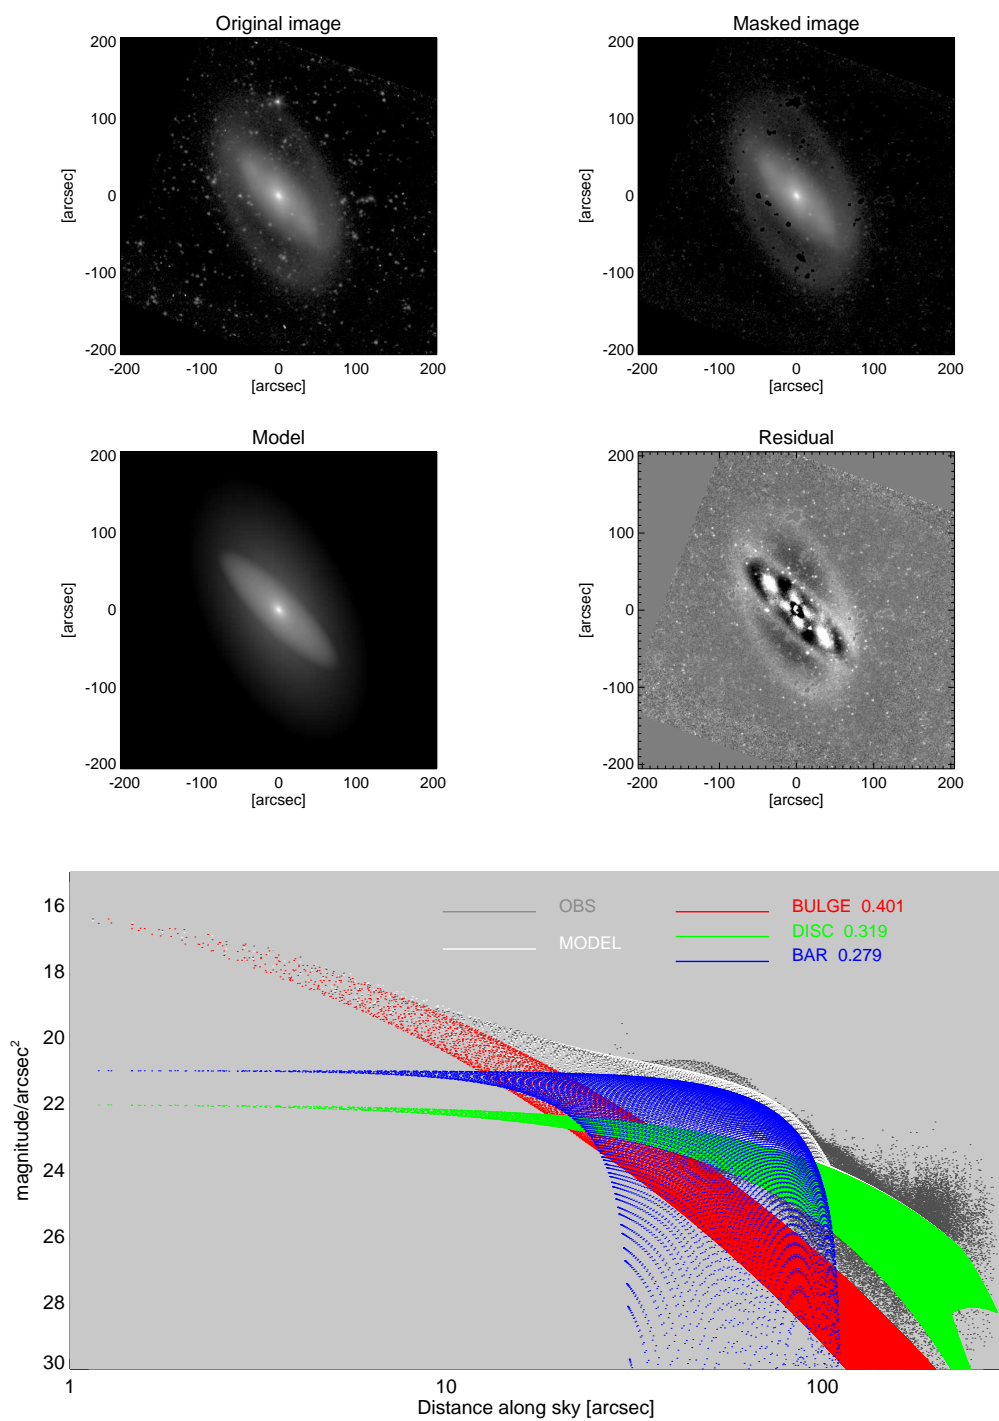 Original image
Masked image
200
100
0
-100
-200
[arcsec]
-200 -100 0 100 200
[arcsec]
200
100
0
-100
-200
[arcsec]
-200 -100 0 100 200
[arcsec]
Model
Residual
200
100
0
-100
-200
[arcsec]
-200 -100 0 100 200
[arcsec]
200
100
0
-100
-200
[arcsec]
-200 -100 0 100 200
[arcsec]
OBS
MODEL
BULGE 0.401
DISC 0.319
BAR 0.279
16
18
20
22
24
26
28
30
magnitude/arcsec²
1 10 100
Distance along sky [arcsec]